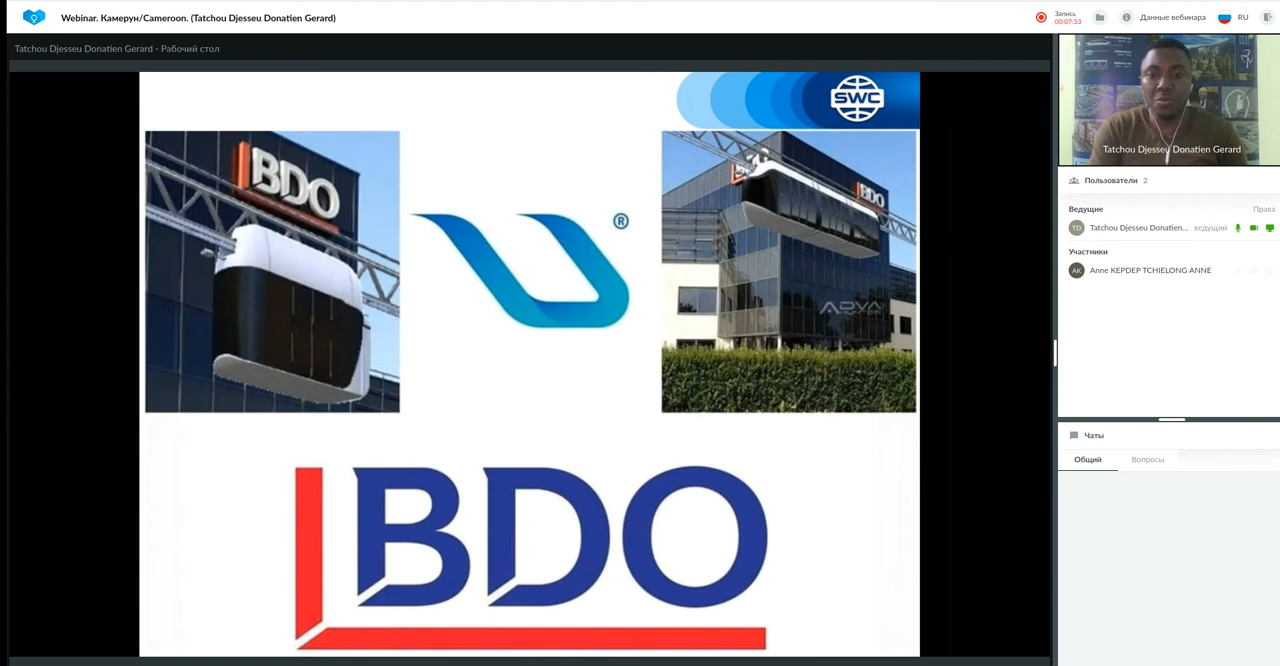 Webinar. Камерун/Cameroon. (Tatchou Djesseu Donatien Gerard)
Запись
00:07:33
Данные вебинара
RU
Tatchou Djesseu Donatien Gerard - Рабочий стол
SWC
BDO
®
BDO
BDO
ADVA
HUNTER
BDO
Tatchou Djesseu Donatien Gerard
Пользователи 2
Ведущие Права
TD Tatchou Djesseu Donatien... ведущий
Участники
AK Anne KEPDEP TCHIELONG ANNE
Чаты
Общий Вопросы